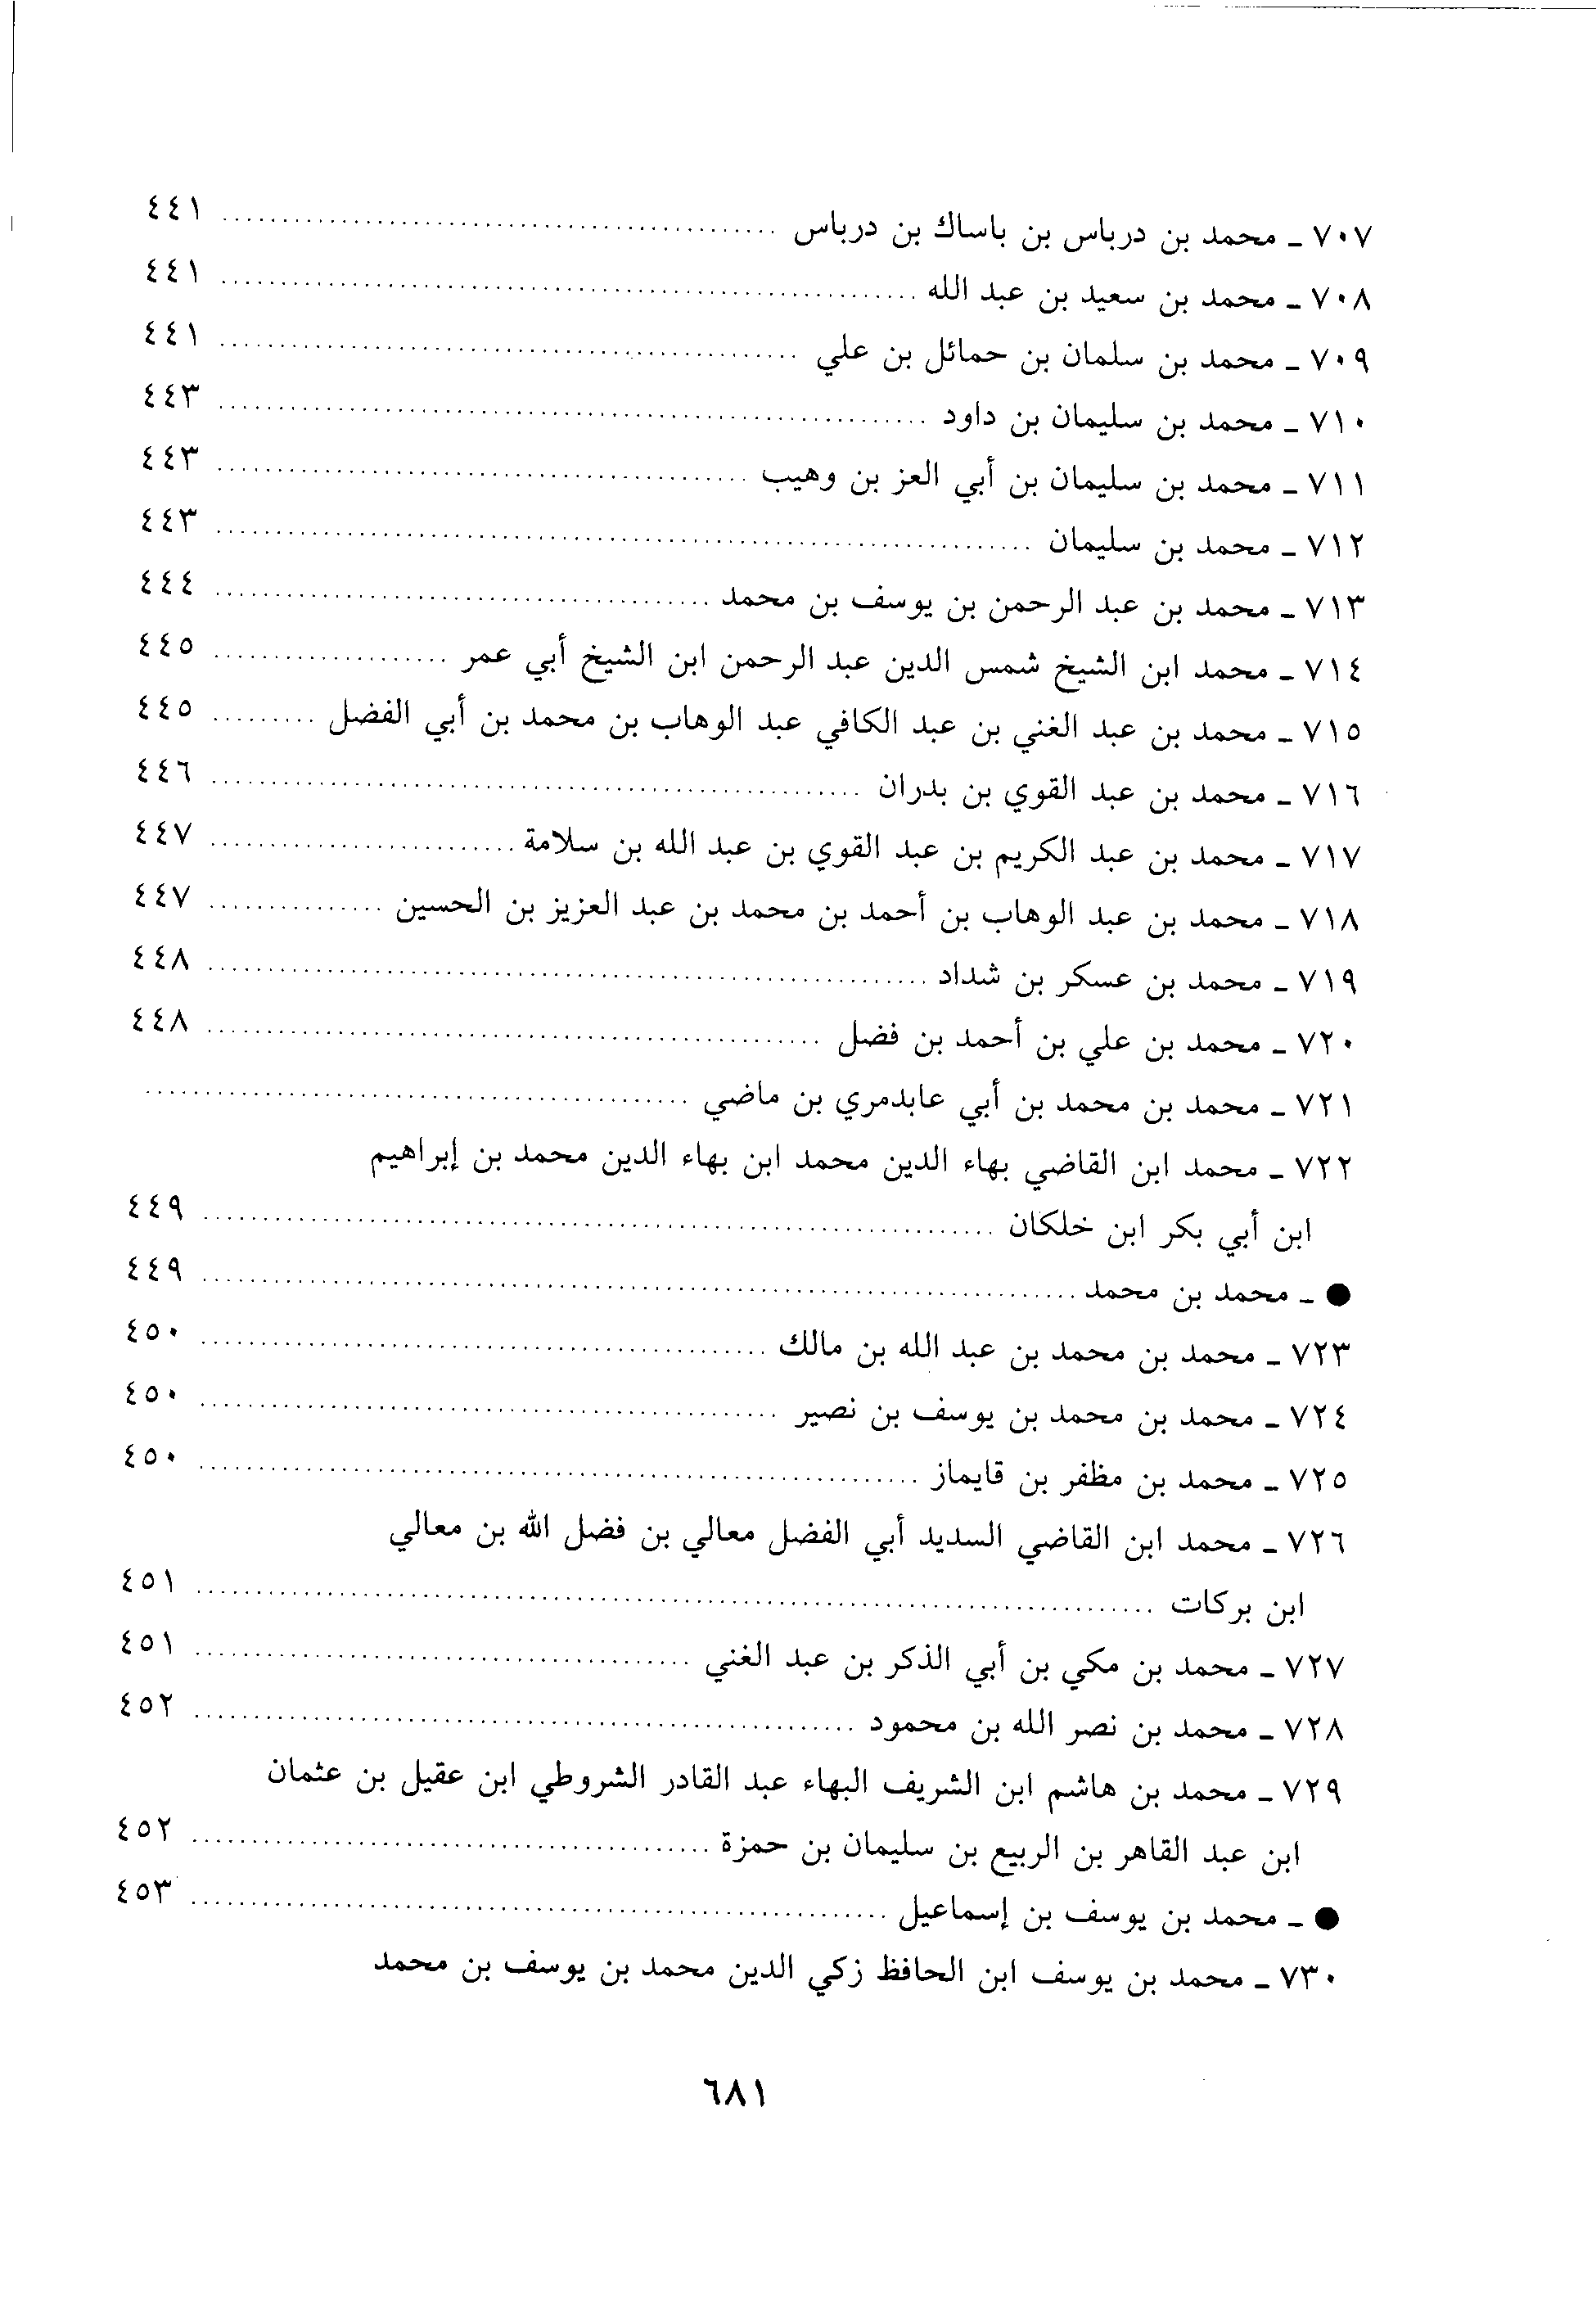 ٧٠٧ ـ محمد بن درباس بن باساك بن درباس ........ ٤٤١
٧٠٨ ـ محمد بن سعيد بن عبد الله ........ ٤٤١
٧٠٩ ـ محمد بن سلمان بن حمائل بن علي ........ ٤٤١
٧١٠ ـ محمد بن سليمان بن داود ........ ٤٤٣
٧١١ ـ محمد بن سليمان بن أبي العز بن وهيب ........ ٤٤٣
٧١٢ ـ محمد بن سليمان ........ ٤٤٣
٧١٣ ـ محمد بن عبد الرحمن بن يوسف بن محمد ........ ٤٤٤
٧١٤ ـ محمد ابن الشيخ شمس الدين عبد الرحمن ابن الشيخ أبي عمر ........ ٤٤٥
٧١٥ ـ محمد بن عبد الغني بن عبد الكافي عبد الوهاب بن محمد بن أبي الفضل ........ ٤٤٥
٧١٦ ـ محمد بن عبد القوي بن بدران ........ ٤٤٦
٧١٧ ـ محمد بن عبد الكريم بن عبد القوي بن عبد الله بن سلامة ........ ٤٤٧
٧١٨ ـ محمد بن عبد الوهاب بن أحمد بن محمد بن عبد العزيز بن الحسين ........ ٤٤٧
٧١٩ ـ محمد بن عسكر بن شداد ........ ٤٤٨
٧٢٠ ـ محمد بن علي بن أحمد بن فضل ........ ٤٤٨
٧٢١ ـ محمد بن محمد بن أبي عابدمري بن ماضي ........
٧٢٢ ـ محمد ابن القاضي بهاء الدين محمد ابن بهاء الدين محمد بن إبراهيم
ابن أبي بكر ابن خلكان ........ ٤٤٩
● ـ محمد بن محمد ........ ٤٤٩
٧٢٣ ـ محمد بن محمد بن عبد الله بن مالك ........ ٤٥٠
٧٢٤ ـ محمد بن محمد بن يوسف بن نصير ........ ٤٥٠
٧٢٥ ـ محمد بن مظفر بن قايماز ........ ٤٥٠
٧٢٦ ـ محمد ابن القاضي السديد أبي الفضل معالي بن فضل الله بن معالي
ابن بركات ........ ٤٥١
٧٢٧ ـ محمد بن مكي بن أبي الذكر بن عبد الغني ........ ٤٥١
٧٢٨ ـ محمد بن نصر الله بن محمود ........ ٤٥٢
٧٢٩ ـ محمد بن هاشم ابن الشريف البهاء عبد القادر الشروطي ابن عقيل بن عثمان
ابن عبد القاهر بن الربيع بن سليمان بن حمزة ........ ٤٥٢
● ـ محمد بن يوسف بن إسماعيل ........ ٤٥٣
٧٣٠ ـ محمد بن يوسف ابن الحافظ زكي الدين محمد بن يوسف بن محمد
٦٨١